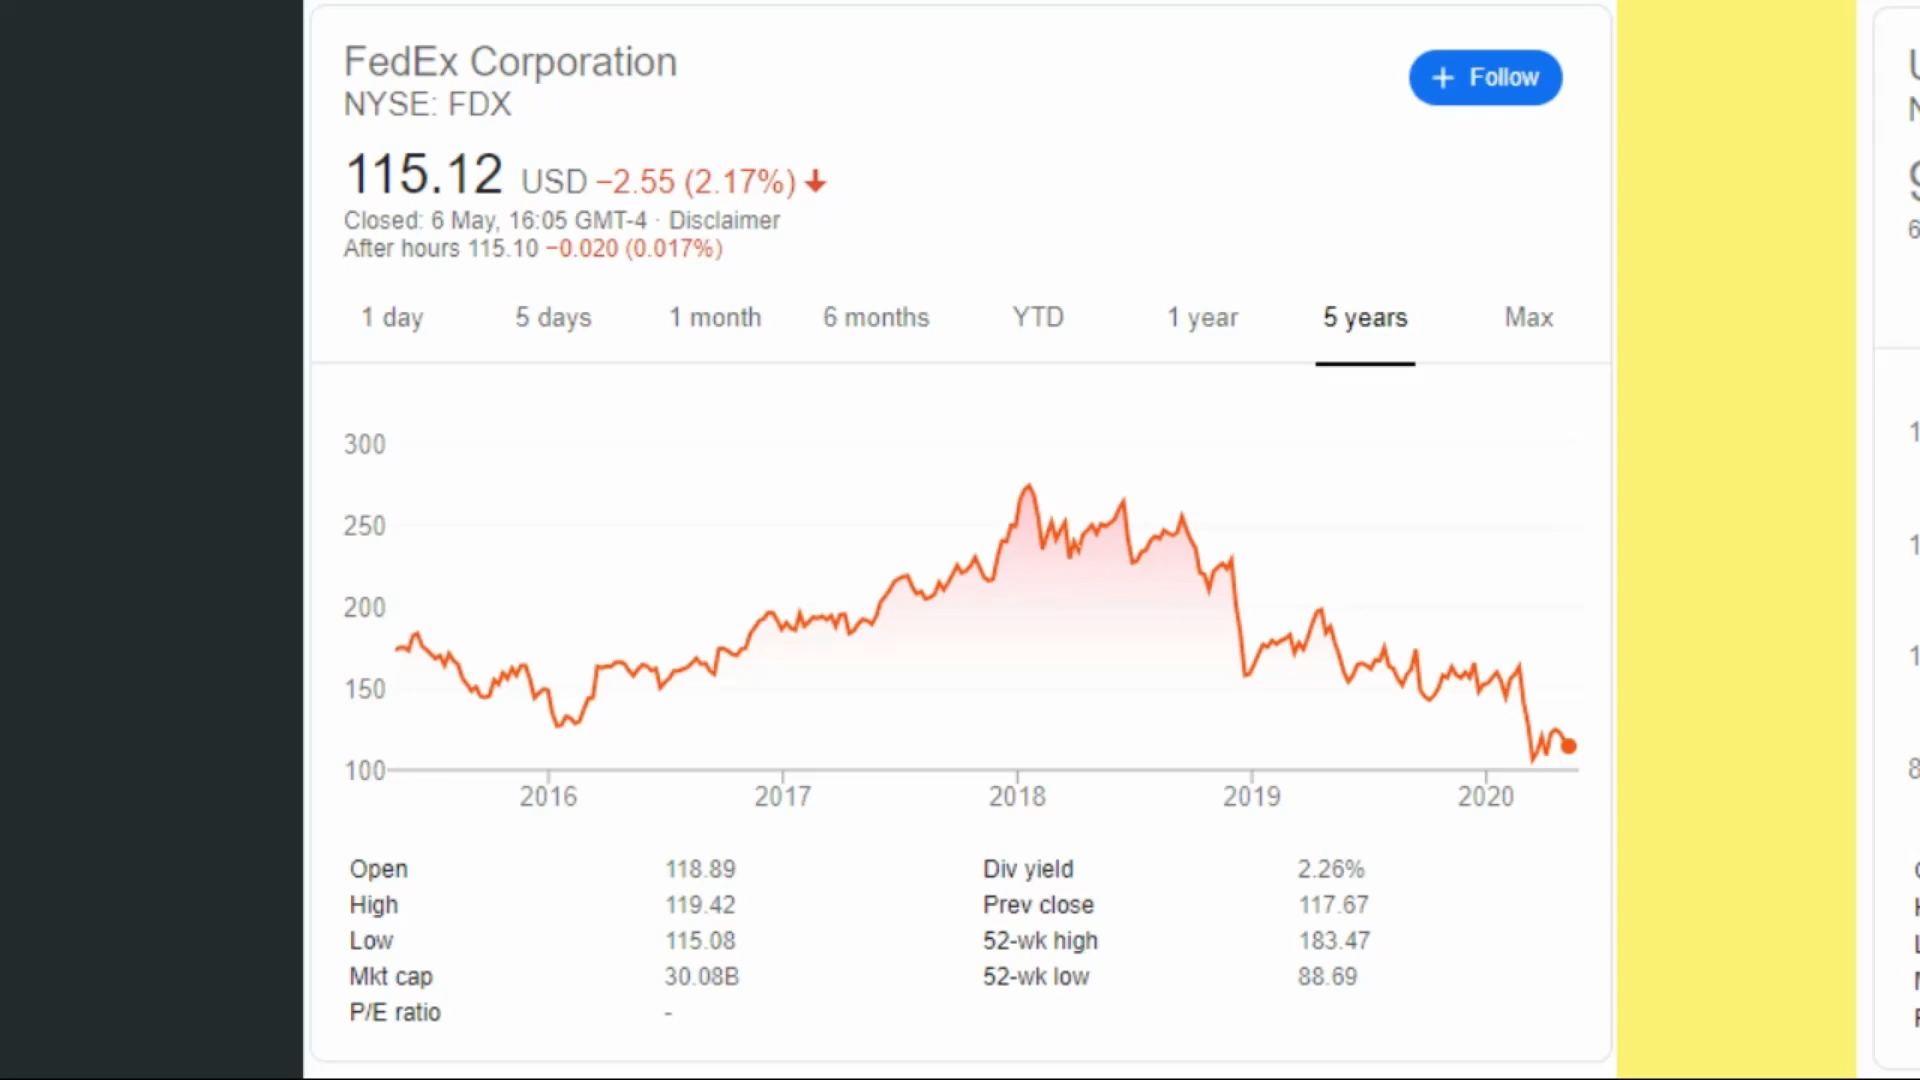 FedEx Corporation
NYSE: FDX
+ Follow
115.12 USD −2.55 (2.17%)
Closed: 6 May, 16:05 GMT-4 · Disclaimer
After hours 115.10 −0.020 (0.017%)
1 day 5 days 1 month 6 months YTD 1 year 5 years Max
300
250
200
150
100
2016 2017 2018 2019 2020
Open 118.89 Div yield 2.26%
High 119.42 Prev close 117.67
Low 115.08 52-wk high 183.47
Mkt cap 30.08B 52-wk low 88.69
P/E ratio -